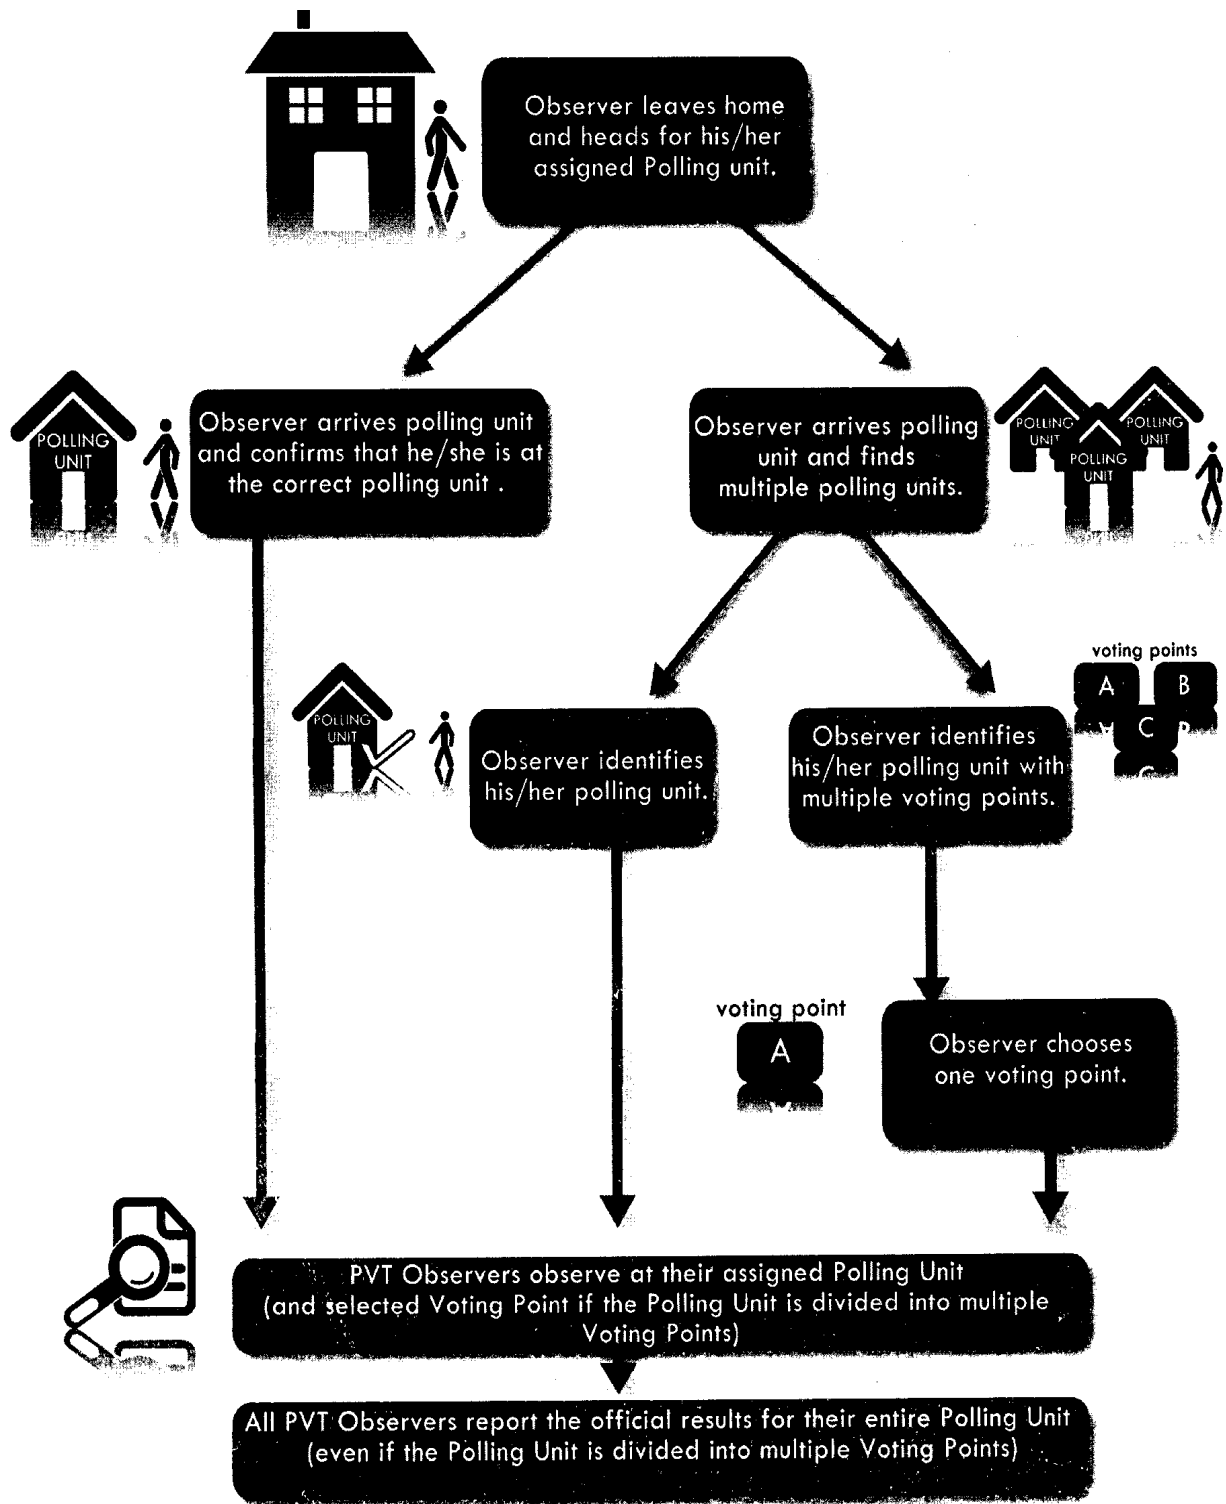 Observer leaves home
and heads for his/her
assigned Polling unit.
POLLING
UNIT
Observer arrives polling unit
and confirms that he/she is at
the correct polling unit .
Observer arrives polling
unit and finds
multiple polling units.
POLLING
UNIT
POLLING
UNIT
POLLING
UNIT
POLLING
UNIT
Observer identifies
his/her polling unit.
Observer identifies
his/her polling unit with
multiple voting points.
voting points
A
B
C
voting point
A
Observer chooses
one voting point.
PVT Observers observe at their assigned Polling Unit
(and selected Voting Point if the Polling Unit is divided into multiple
Voting Points)
All PVT Observers report the official results for their entire Polling Unit
(even if the Polling Unit is divided into multiple Voting Points)